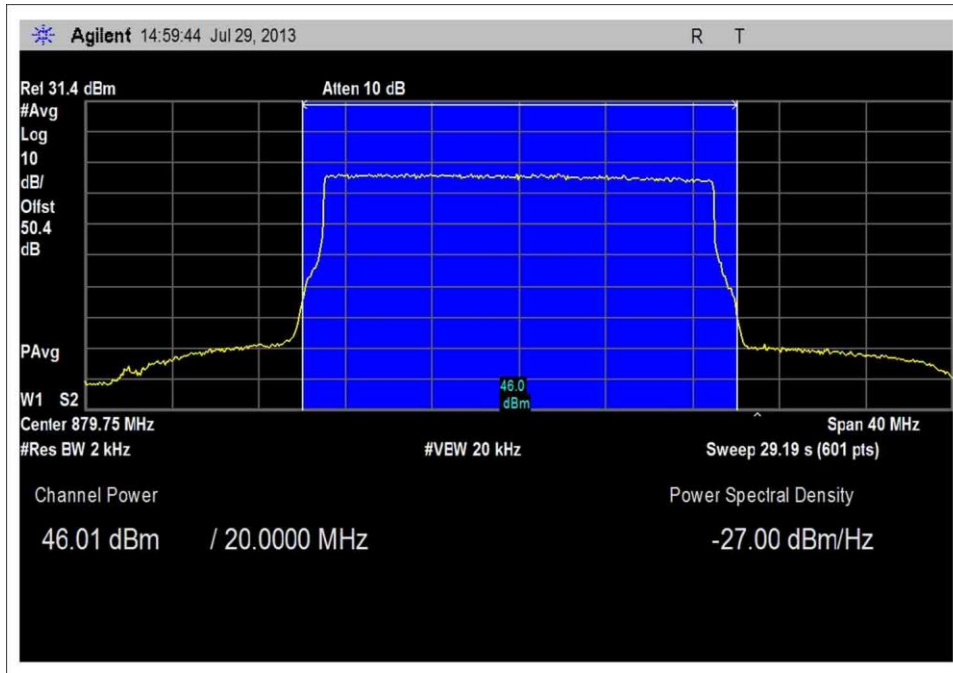 Agilent 14:59:44 Jul 29, 2013 R T
Ref 31.4 dBm Atten 10 dB
#Avg
Log
10
dB/
Offst
50.4
dB
PAvg
46.0
dBm
W1 S2
Center 879.75 MHz Span 40 MHz
#Res BW 2 kHz #VBW 20 kHz Sweep 29.19 s (601 pts)
Channel Power Power Spectral Density
46.01 dBm / 20.0000 MHz -27.00 dBm/Hz